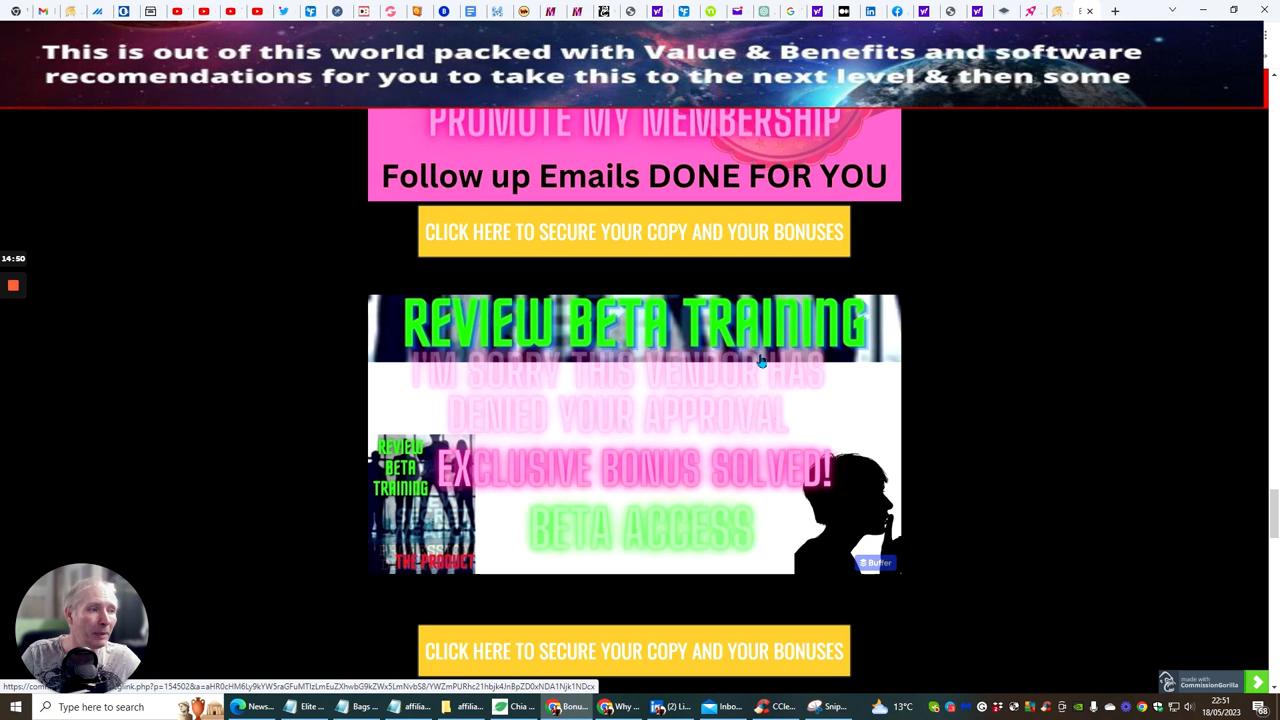 This is out of this world packed with Value & Benefits and software
recomendations for you to take this to the next level & then some
PROMOTE MY MEMBERSHIP
Follow up Emails DONE FOR YOU
CLICK HERE TO SECURE YOUR COPY AND YOUR BONUSES
14:50
REVIEW BETA TRAINING
I'M SORRY THIS VENDOR HAS
DENIED YOUR APPROVAL
EXCLUSIVE BONUS SOLVED!
BETA ACCESS
REVIEW
BETA
TRAINING
THE PRODUCT
Buffer
CLICK HERE TO SECURE YOUR COPY AND YOUR BONUSES
made with
CommissionGorilla
Type here to search
News...
Elite ...
Bags ...
affilia...
affilia...
Chia ...
Bonu...
Why ...
(2) Li...
Inbo...
CCle...
Snip...
13°C
22:51
18/05/2023